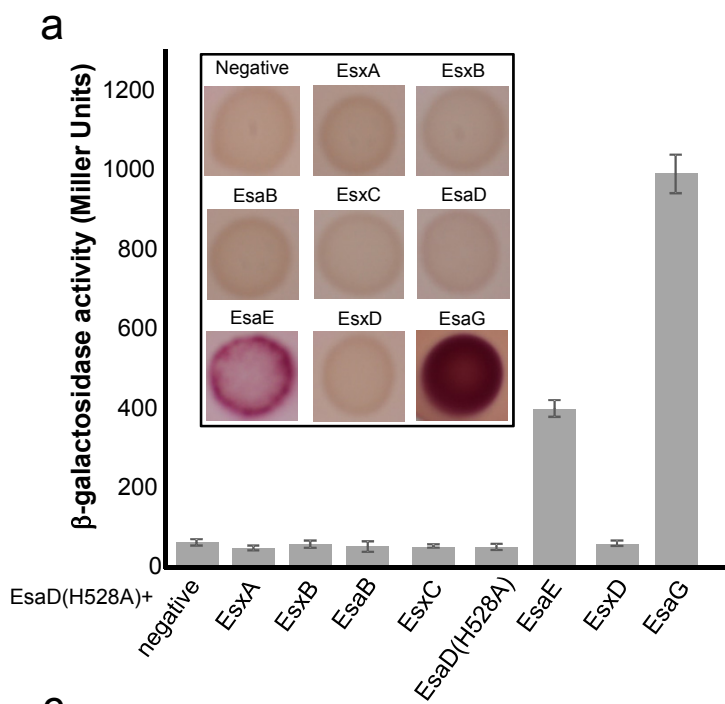 a
β-galactosidase activity (Miller Units)
1200
1000
800
600
400
200
0
Negative EsxA EsxB
EsaB EsxC EsaD
EsaE EsxD EsaG
EsaD(H528A)+
negative
EsxA
EsxB
EsaB
EsxC
EsaD(H528A)
EsaE
EsxD
EsaG